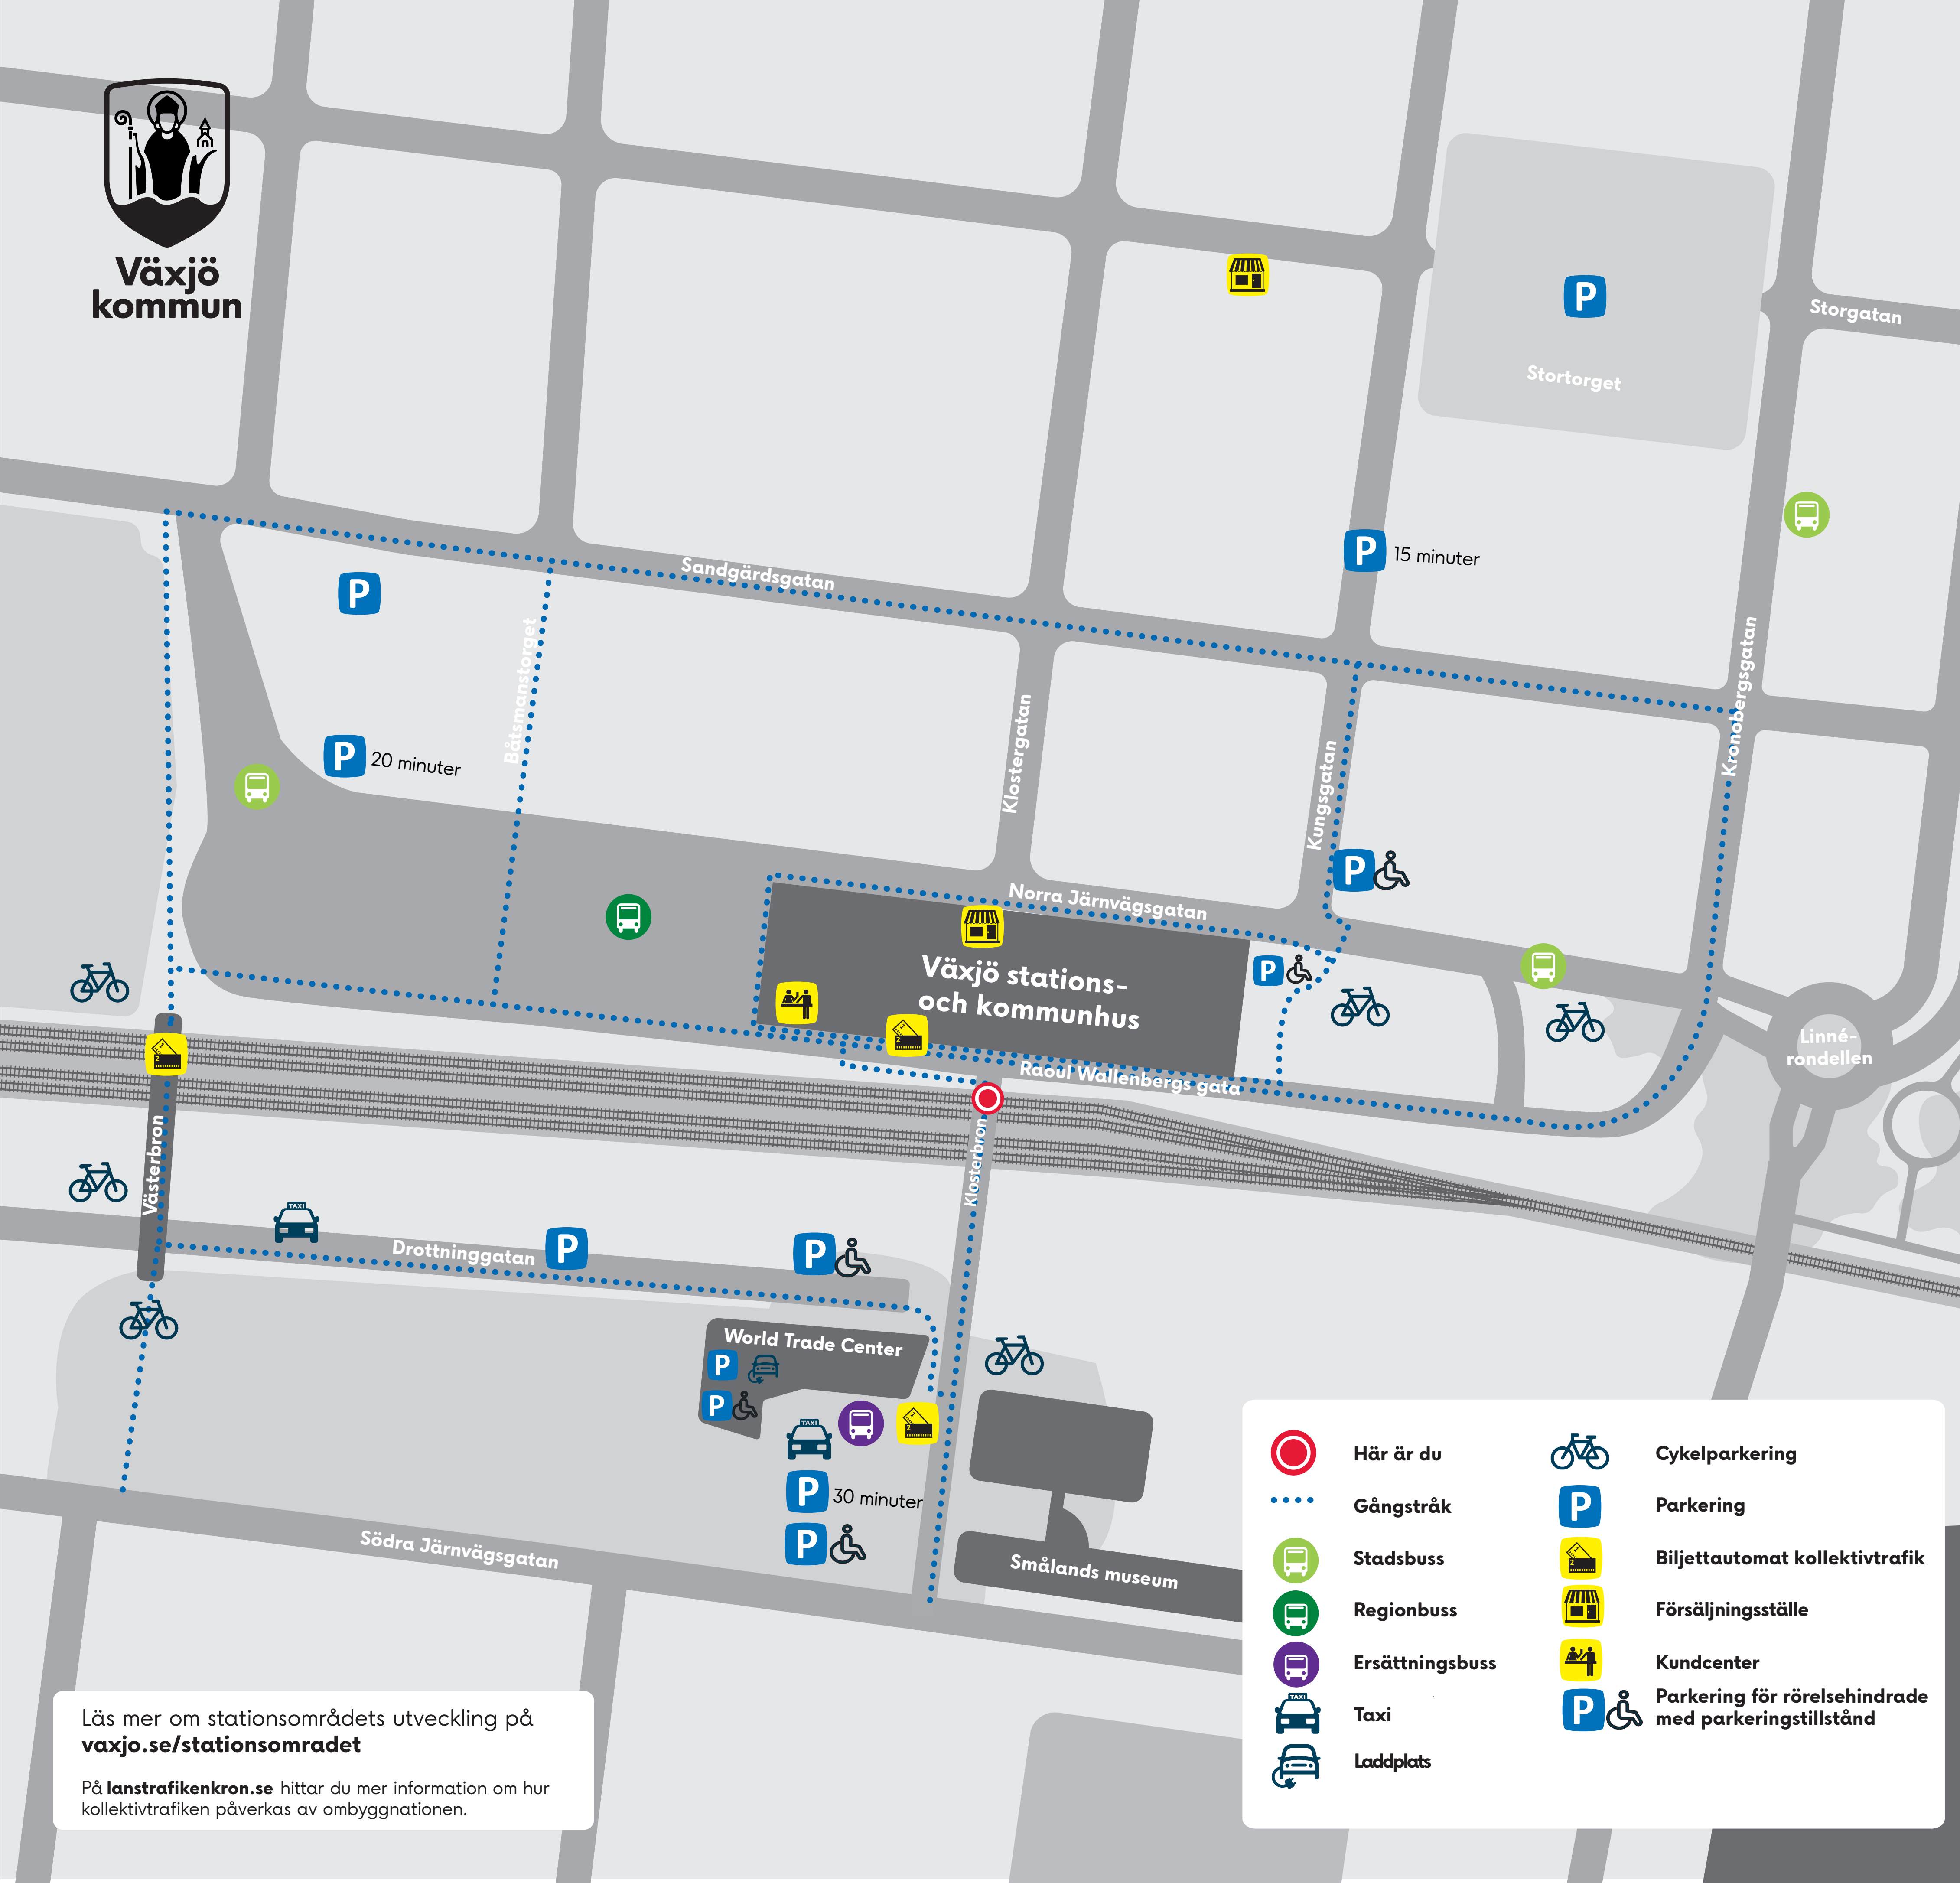 Växjö
kommun
Storgatan
P
Stortorget
P 15 minuter
Sandgärdsgatan
P
Båtsmanstorget
Kronobergsgatan
P 20 minuter
Klostergatan
Kungsgatan
P
Norra Järnvägsgatan
P
Växjö stations-
och kommunhus
Linné-
rondellen
Raoul Wallenbergs gata
Västerbron
Klosterbron
TAXI
Drottninggatan
P
P
World Trade Center
P
P
TAXI
P 30 minuter
P
Södra Järnvägsgatan
Smålands museum
Här är du
Gångstråk
Stadsbuss
Regionbuss
Ersättningsbuss
TAXI
Taxi
Laddplats
Cykelparkering
P
Parkering
Biljettautomat kollektivtrafik
Försäljningsställe
Kundcenter
P
Parkering för rörelsehindrade
med parkeringstillstånd
Läs mer om stationsområdets utveckling på
vaxjo.se/stationsomradet
På lanstrafikenkron.se hittar du mer information om hur
kollektivtrafiken påverkas av ombyggnationen.